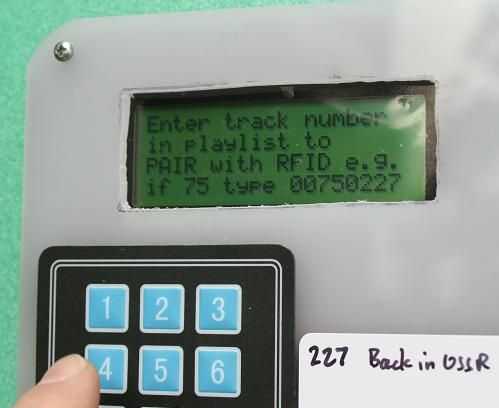 Enter track number
in playlist to
PAIR with RFID e.g.
if 75 type 00750227
1 2 3
4 5 6
227 Back in USSR